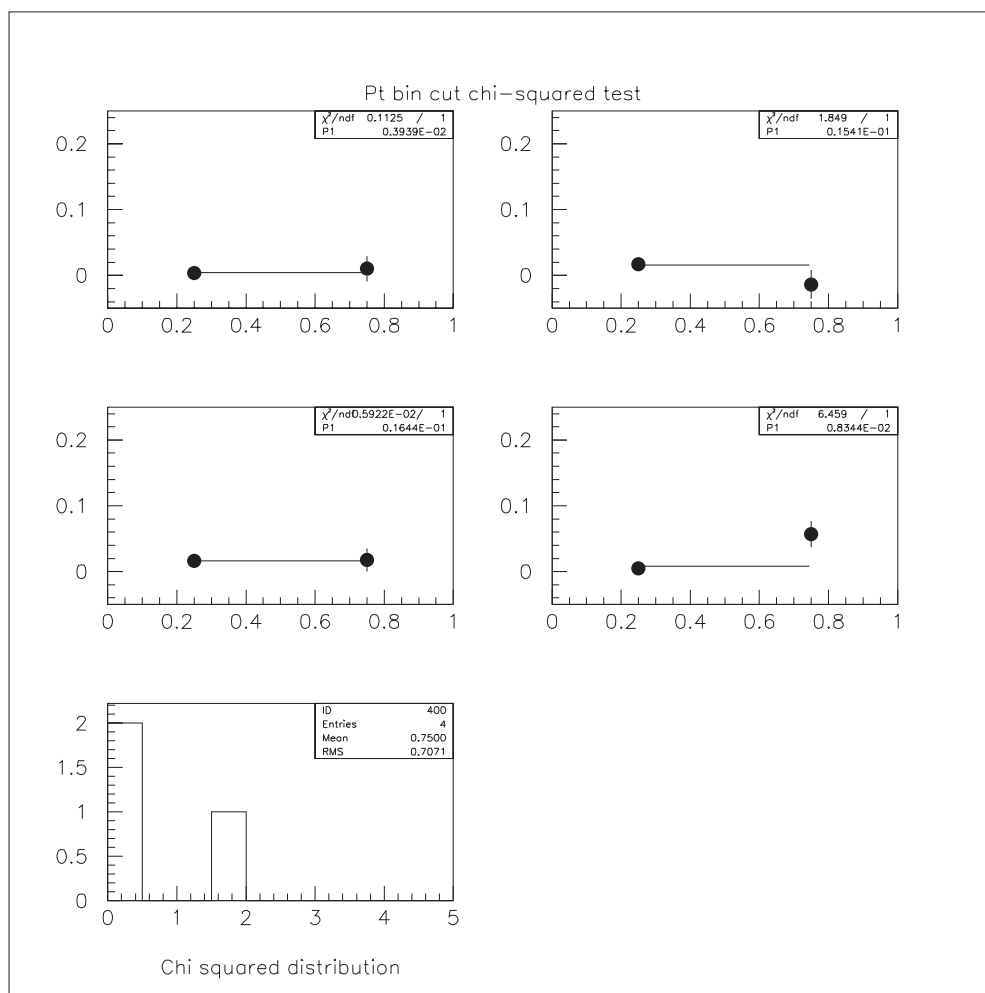 Pt bin cut chi-squared test
χ²/ndf 0.1125 / 1
P1 0.3939E-02
0.2
0.1
0
0 0.2 0.4 0.6 0.8 1
χ²/ndf 1.849 / 1
P1 0.1541E-01
0.2
0.1
0
0 0.2 0.4 0.6 0.8 1
χ²/ndf0.5922E-02/ 1
P1 0.1644E-01
0.2
0.1
0
0 0.2 0.4 0.6 0.8 1
χ²/ndf 6.459 / 1
P1 0.8344E-02
0.2
0.1
0
0 0.2 0.4 0.6 0.8 1
ID 400
Entries 4
Mean 0.7500
RMS 0.7071
2
1.5
1
0.5
0
0 1 2 3 4 5
Chi squared distribution